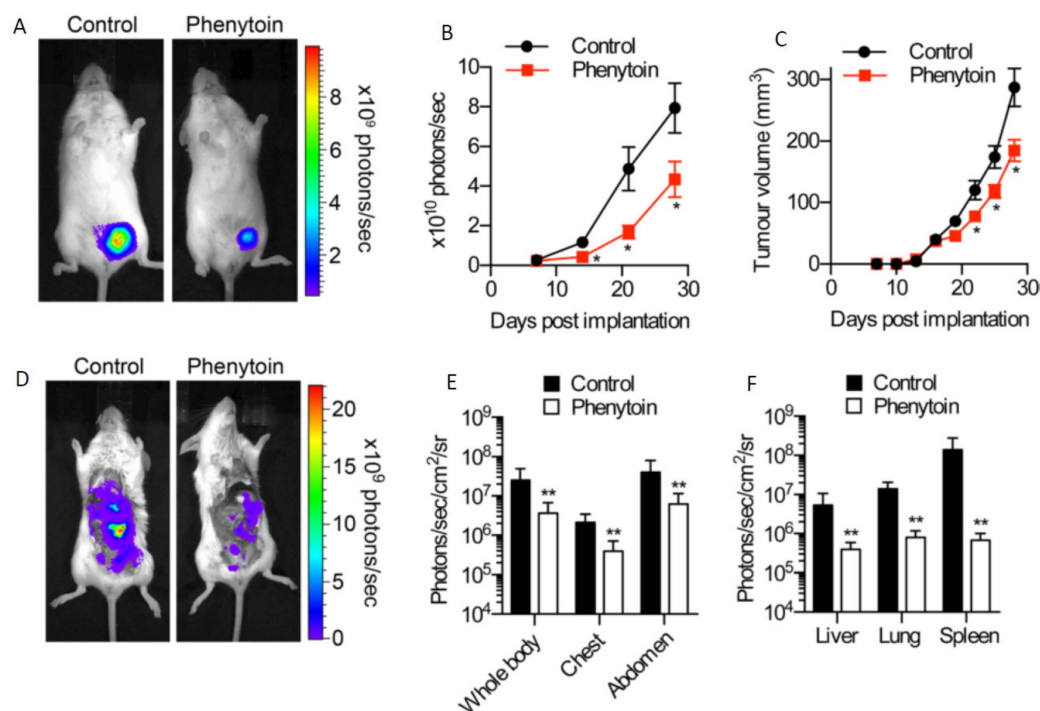 A
Control
Phenytoin
8
6
4
2
x10⁹ photons/sec
B
Control
Phenytoin
10
8
6
4
2
0
x10¹⁰ photons/sec
*
*
*
0
10
20
30
Days post implantation
C
Control
Phenytoin
300
200
100
0
Tumour volume (mm³)
*
*
*
0
10
20
30
Days post implantation
D
Control
Phenytoin
20
15
10
5
0
x10⁹ photons/sec
E
Control
Phenytoin
10⁹
10⁸
10⁷
10⁶
10⁵
10⁴
Photons/sec/cm²/sr
**
**
**
Whole body
Chest
Abdomen
F
Control
Phenytoin
10⁹
10⁸
10⁷
10⁶
10⁵
10⁴
Photons/sec/cm²/sr
**
**
**
Liver
Lung
Spleen